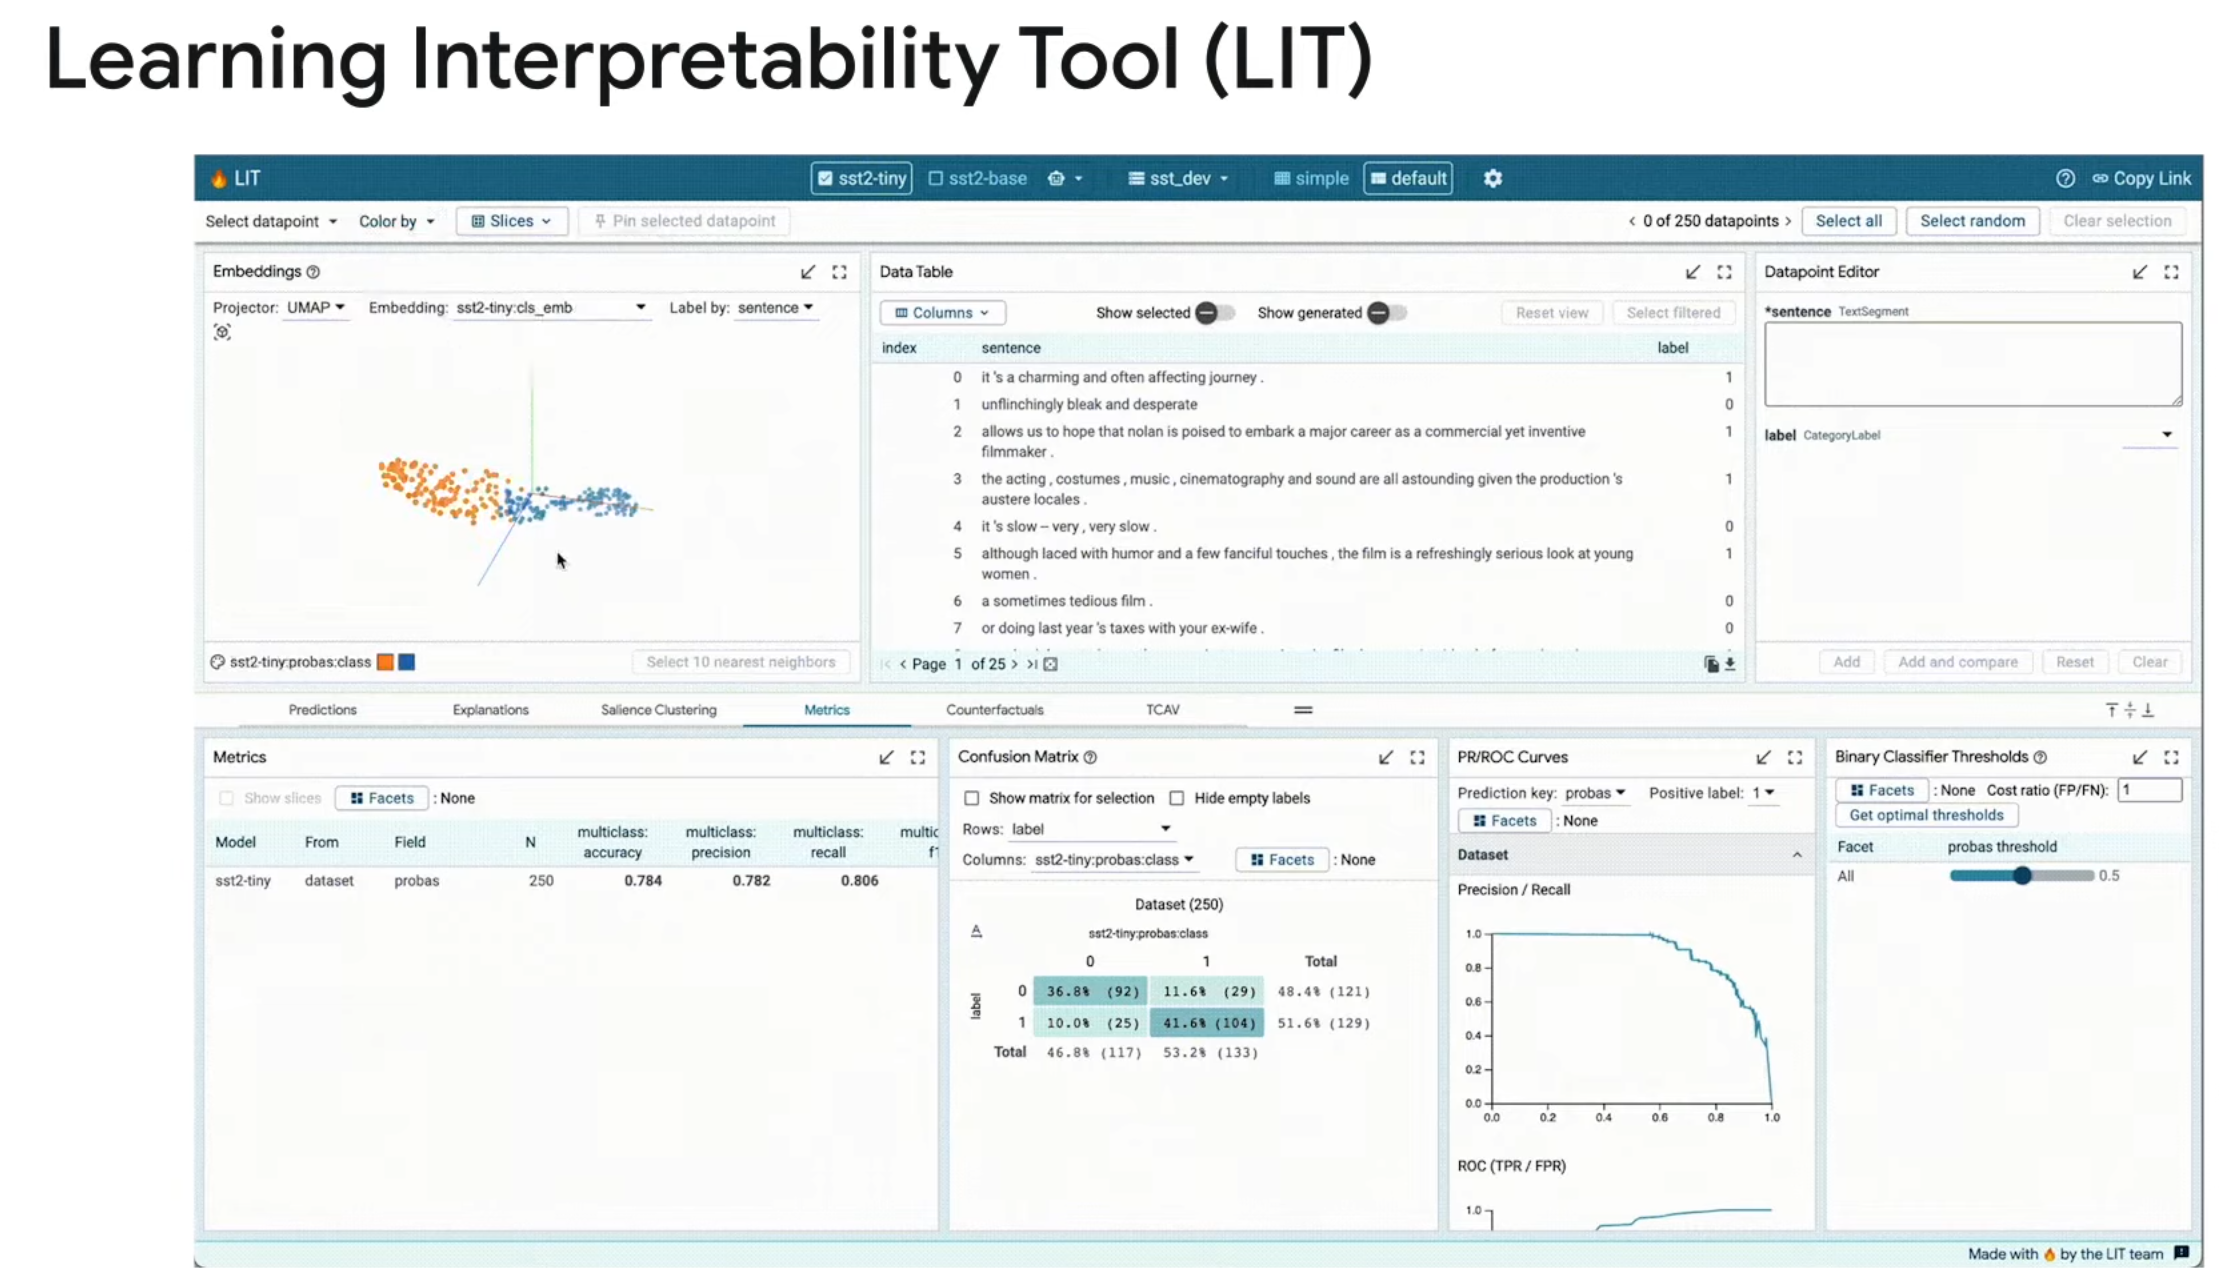 Learning Interpretability Tool (LIT)
LIT
sst2-tiny sst2-base sst_dev simple default
Copy Link
Select datapoint Color by Slices Pin selected datapoint
0 of 250 datapoints Select all Select random Clear selection
Embeddings
Projector: UMAP Embedding: sst2-tiny:cls_emb Label by: sentence
sst2-tiny:probas:class Select 10 nearest neighbors
Data Table
Columns Show selected Show generated Reset view Select filtered
index sentence label
0 it 's a charming and often affecting journey . 1
1 unflinchingly bleak and desperate 0
2 allows us to hope that nolan is poised to embark a major career as a commercial yet inventive 1
filmmaker .
3 the acting , costumes , music , cinematography and sound are all astounding given the production 's 1
austere locales .
4 it 's slow -- very , very slow . 0
5 although laced with humor and a few fanciful touches , the film is a refreshingly serious look at young 1
women .
6 a sometimes tedious film . 0
7 or doing last year 's taxes with your ex-wife . 0
Page 1 of 25
Datapoint Editor
*sentence TextSegment
label CategoryLabel
Add Add and compare Reset Clear
Predictions Explanations Salience Clustering Metrics Counterfactuals TCAV
Metrics
Show slices Facets : None
Model From Field N multiclass: accuracy multiclass: precision multiclass: recall
sst2-tiny dataset probas 250 0.784 0.782 0.806
Confusion Matrix
Show matrix for selection Hide empty labels
Rows: label
Columns: sst2-tiny:probas:class Facets : None
Dataset (250)
sst2-tiny:probas:class
0 1 Total
label
0 36.8% (92) 11.6% (29) 48.4% (121)
1 10.0% (25) 41.6% (104) 51.6% (129)
Total 46.8% (117) 53.2% (133)
PR/ROC Curves
Prediction key: probas Positive label: 1
Facets : None
Dataset
Precision / Recall
1.0
0.8
0.6
0.4
0.2
0.0
0.0 0.2 0.4 0.6 0.8 1.0
ROC (TPR / FPR)
1.0
Binary Classifier Thresholds
Facets : None Cost ratio (FP/FN): 1
Get optimal thresholds
Facet probas threshold
All 0.5
Made with by the LIT team